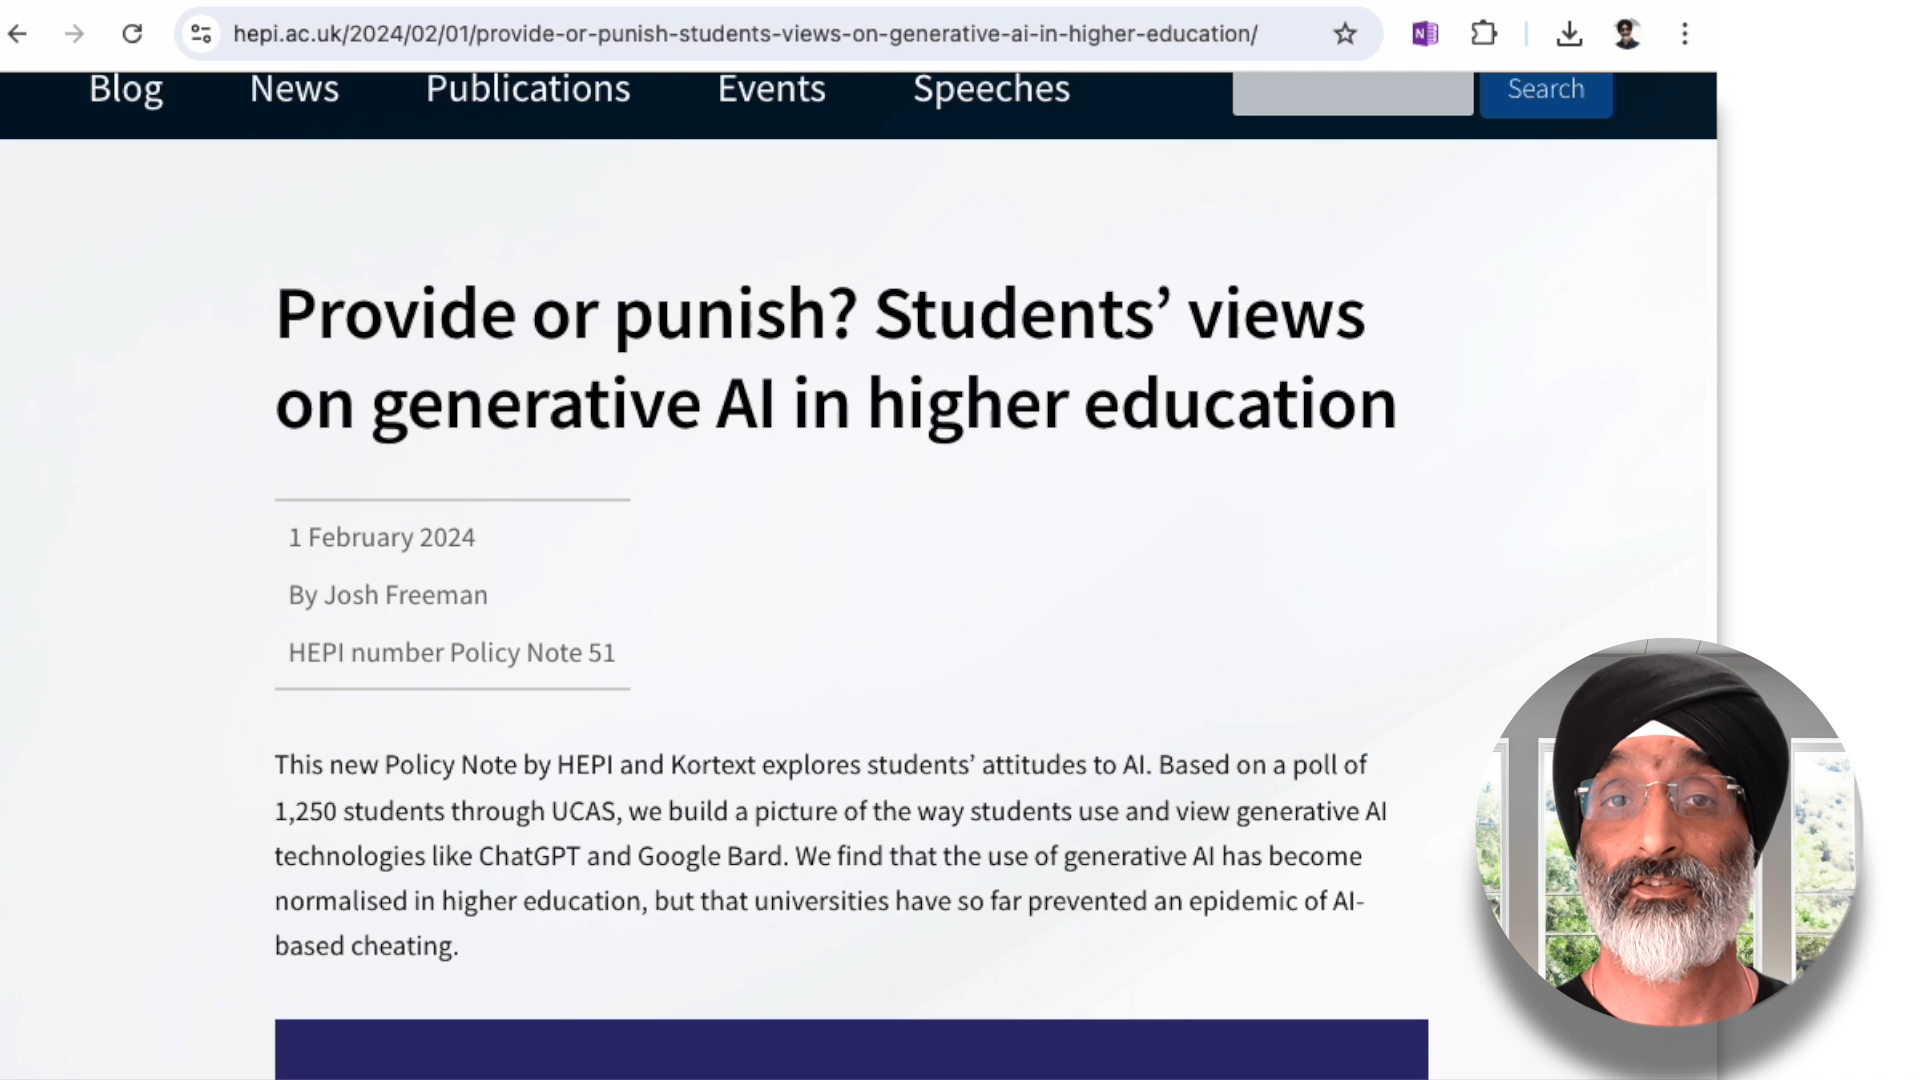 hepi.ac.uk/2024/02/01/provide-or-punish-students-views-on-generative-ai-in-higher-education/
N
Blog News Publications Events Speeches Search
Provide or punish? Students’ views
on generative AI in higher education
1 February 2024
By Josh Freeman
HEPI number Policy Note 51
This new Policy Note by HEPI and Kortext explores students’ attitudes to AI. Based on a poll of
1,250 students through UCAS, we build a picture of the way students use and view generative AI
technologies like ChatGPT and Google Bard. We find that the use of generative AI has become
normalised in higher education, but that universities have so far prevented an epidemic of AI-
based cheating.